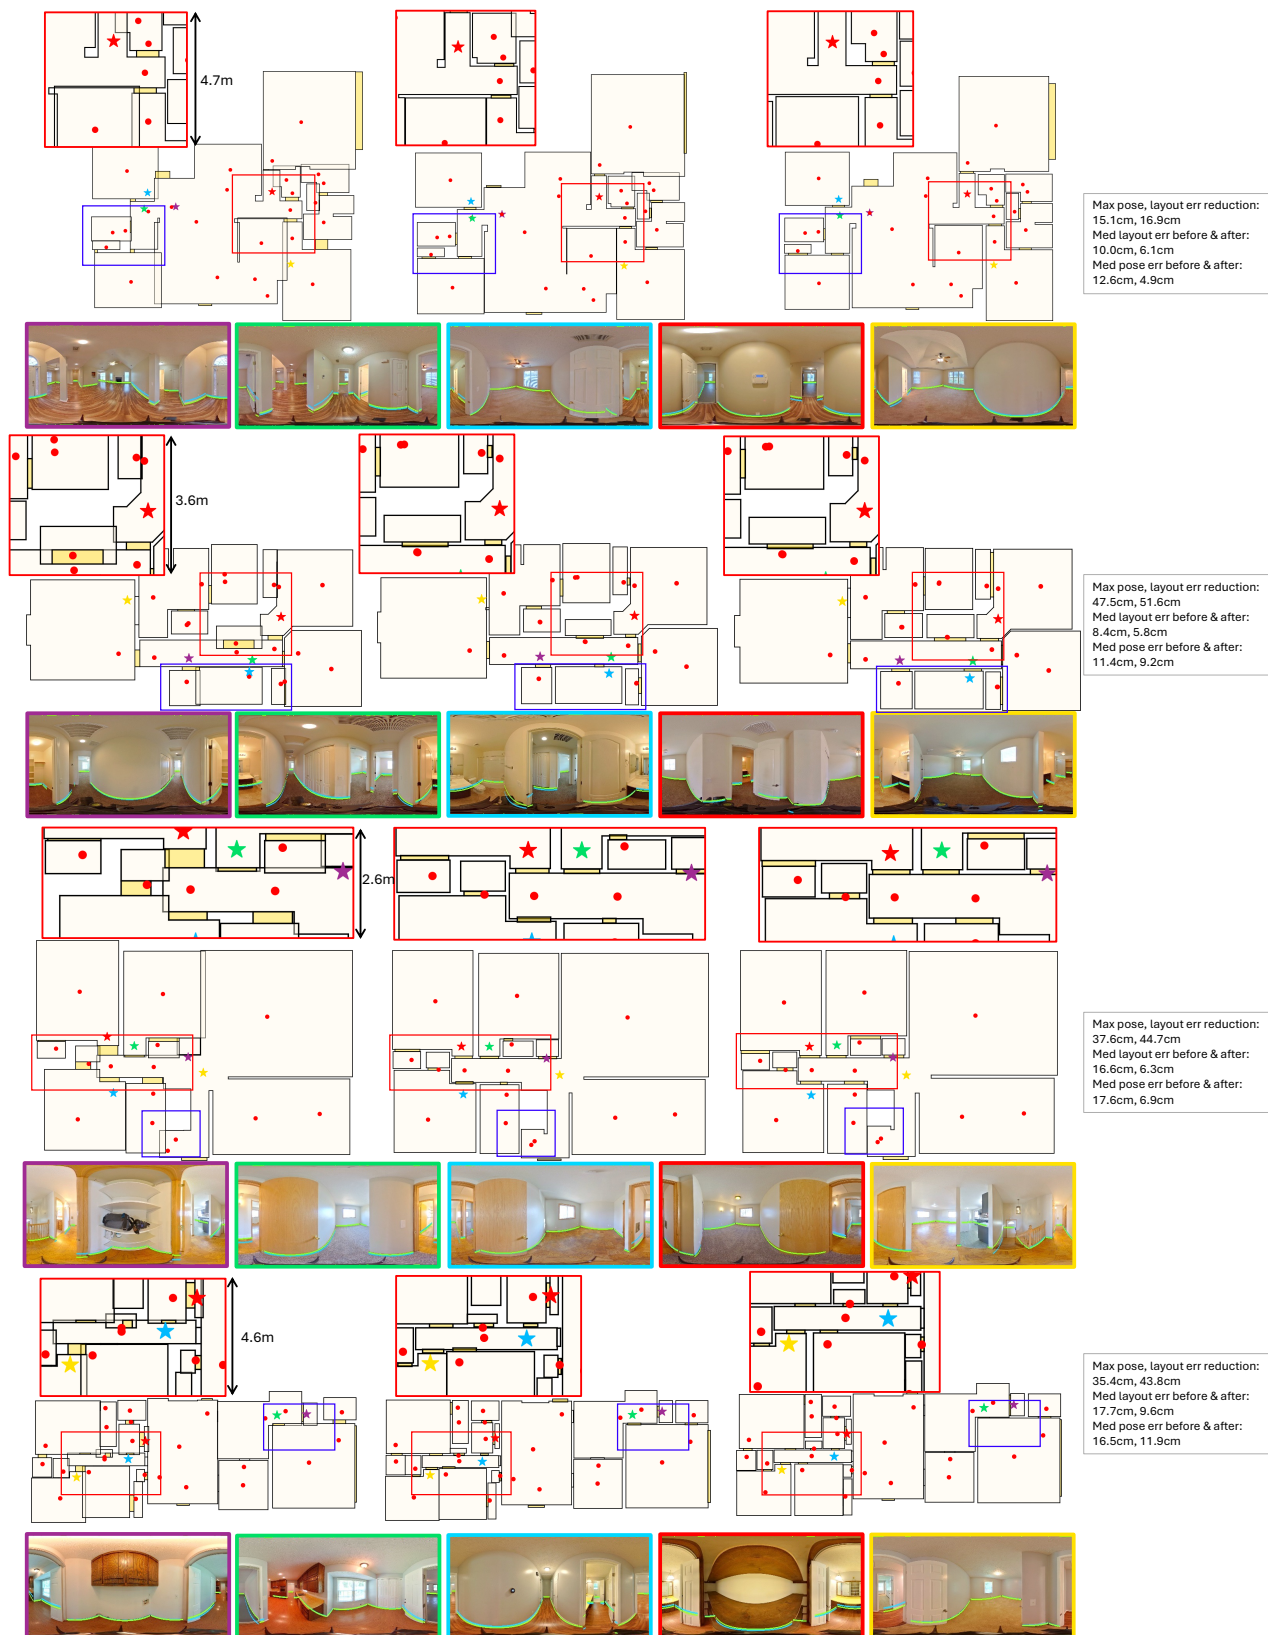 4.7m
Max pose, layout err reduction:
15.1cm, 16.9cm
Med layout err before & after:
10.0cm, 6.1cm
Med pose err before & after:
12.6cm, 4.9cm
3.6m
Max pose, layout err reduction:
47.5cm, 51.6cm
Med layout err before & after:
8.4cm, 5.8cm
Med pose err before & after:
11.4cm, 9.2cm
2.6m
Max pose, layout err reduction:
37.6cm, 44.7cm
Med layout err before & after:
16.6cm, 6.3cm
Med pose err before & after:
17.6cm, 6.9cm
4.6m
Max pose, layout err reduction:
35.4cm, 43.8cm
Med layout err before & after:
17.7cm, 9.6cm
Med pose err before & after:
16.5cm, 11.9cm